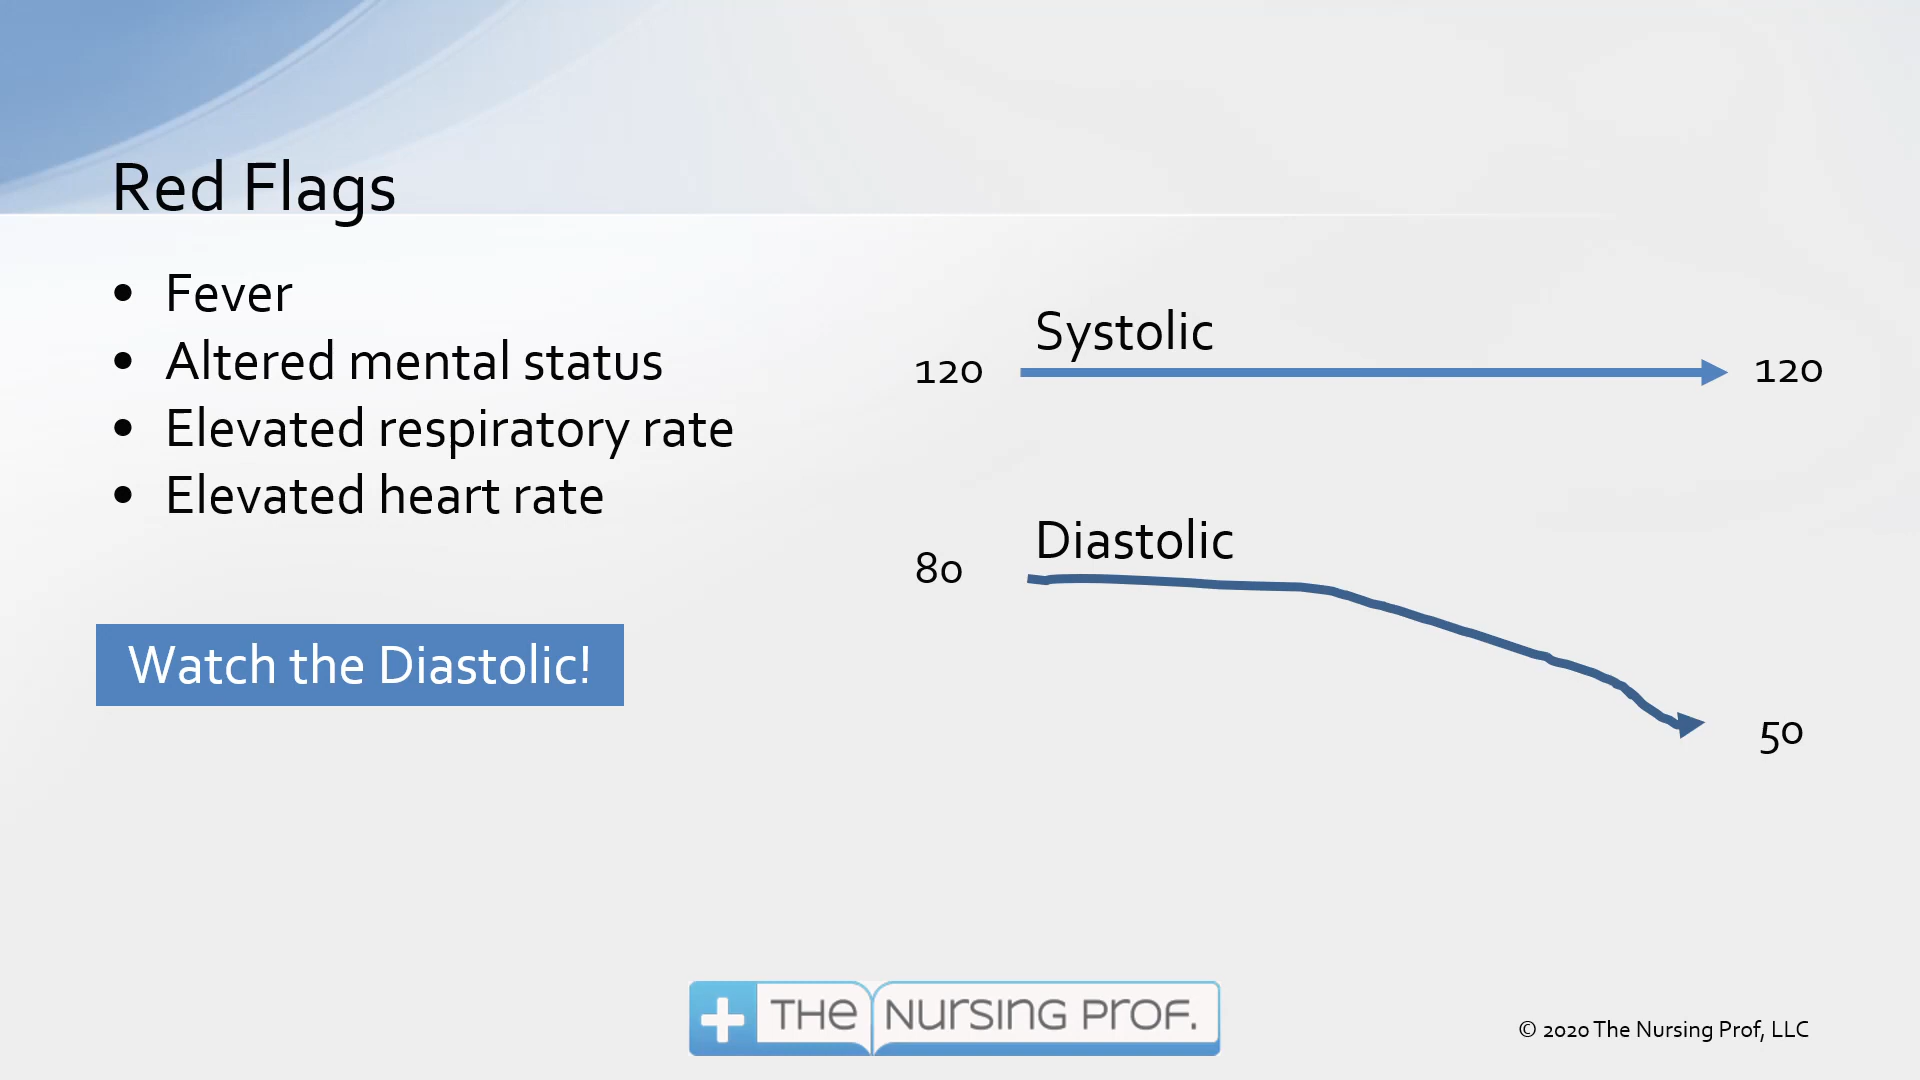 Red Flags
• Fever
• Altered mental status
• Elevated respiratory rate
• Elevated heart rate
Watch the Diastolic!
Systolic
120
120
Diastolic
80
50
THE NURSING PROF.
© 2020 The Nursing Prof, LLC